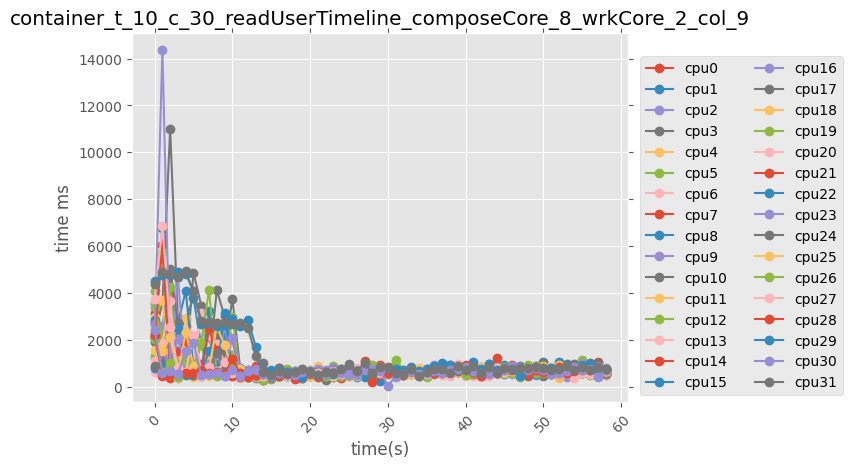 container_t_10_c_30_readUserTimeline_composeCore_8_wrkCore_2_col_9
time ms
14000
12000
10000
8000
6000
4000
2000
0
0
10
20
30
40
50
60
time(s)
cpu0
cpu1
cpu2
cpu3
cpu4
cpu5
cpu6
cpu7
cpu8
cpu9
cpu10
cpu11
cpu12
cpu13
cpu14
cpu15
cpu16
cpu17
cpu18
cpu19
cpu20
cpu21
cpu22
cpu23
cpu24
cpu25
cpu26
cpu27
cpu28
cpu29
cpu30
cpu31